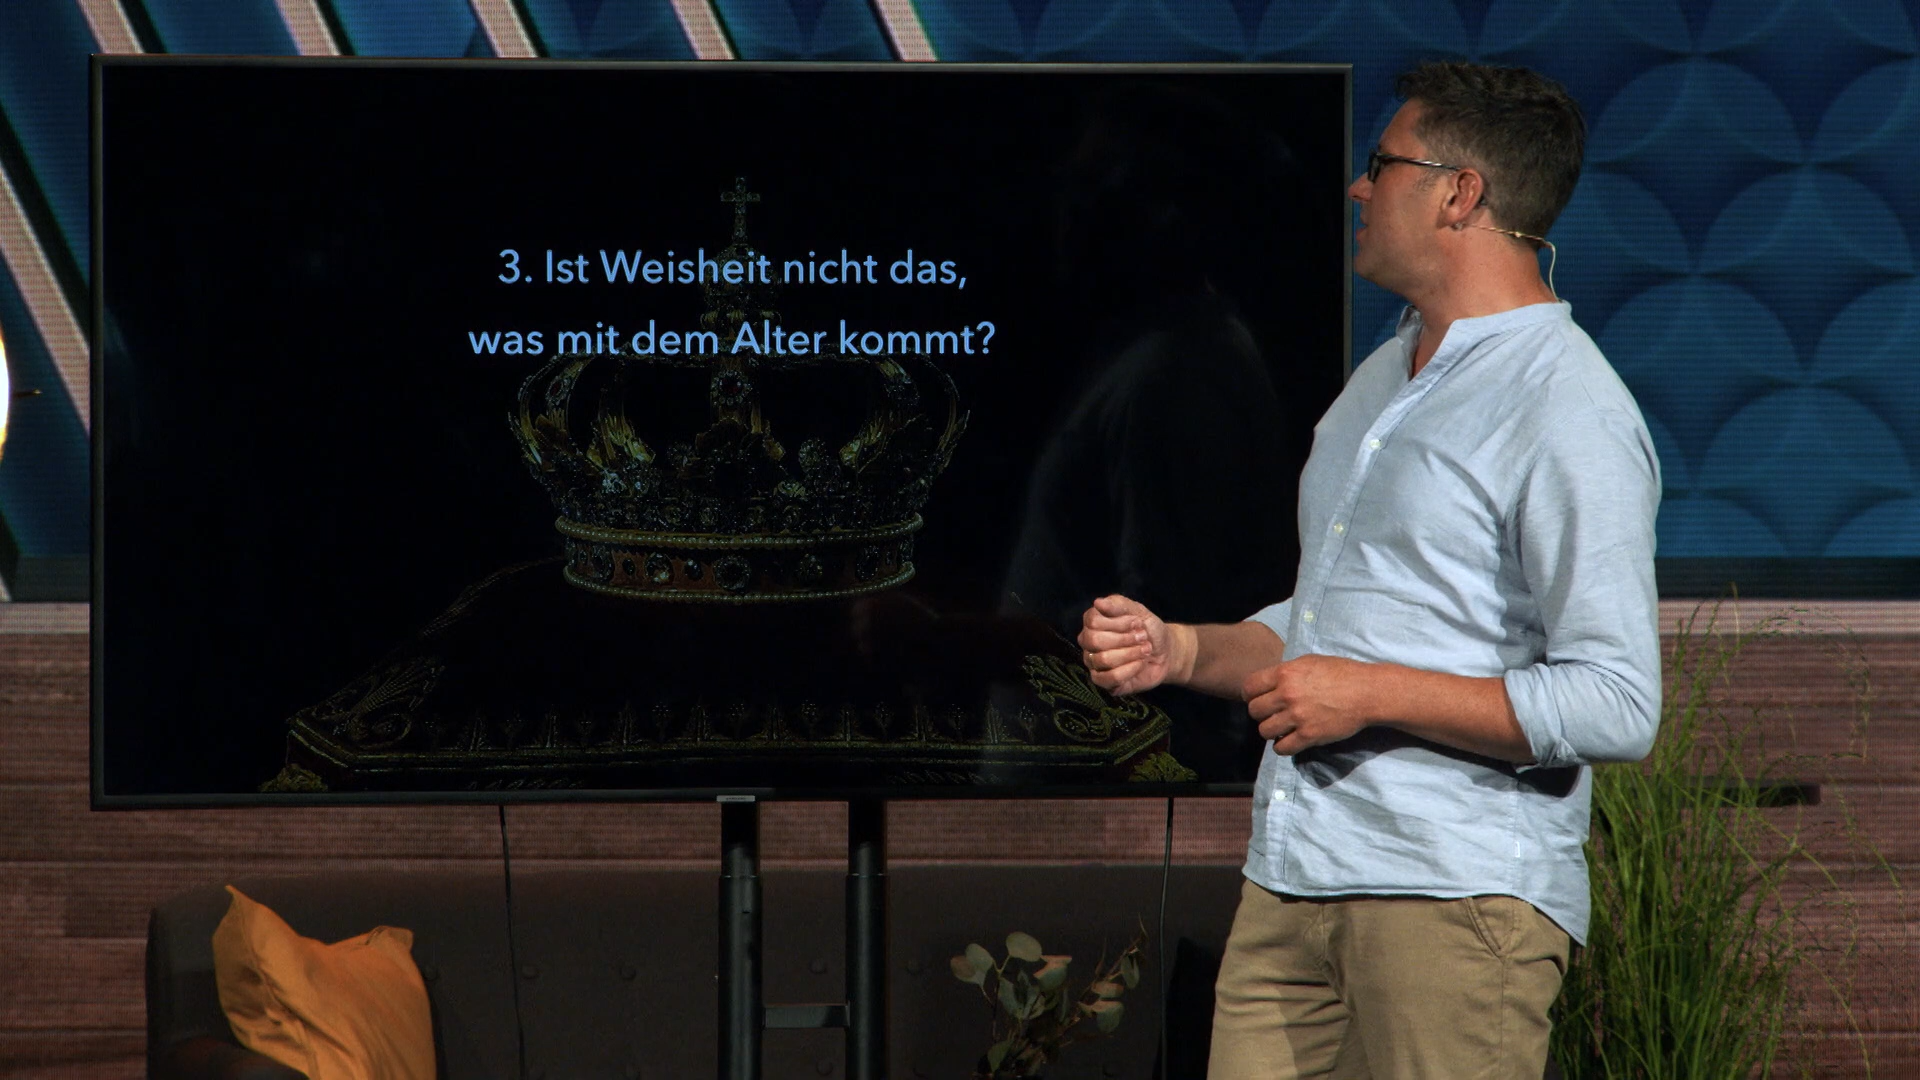 3. Ist Weisheit nicht das,
was mit dem Alter kommt?